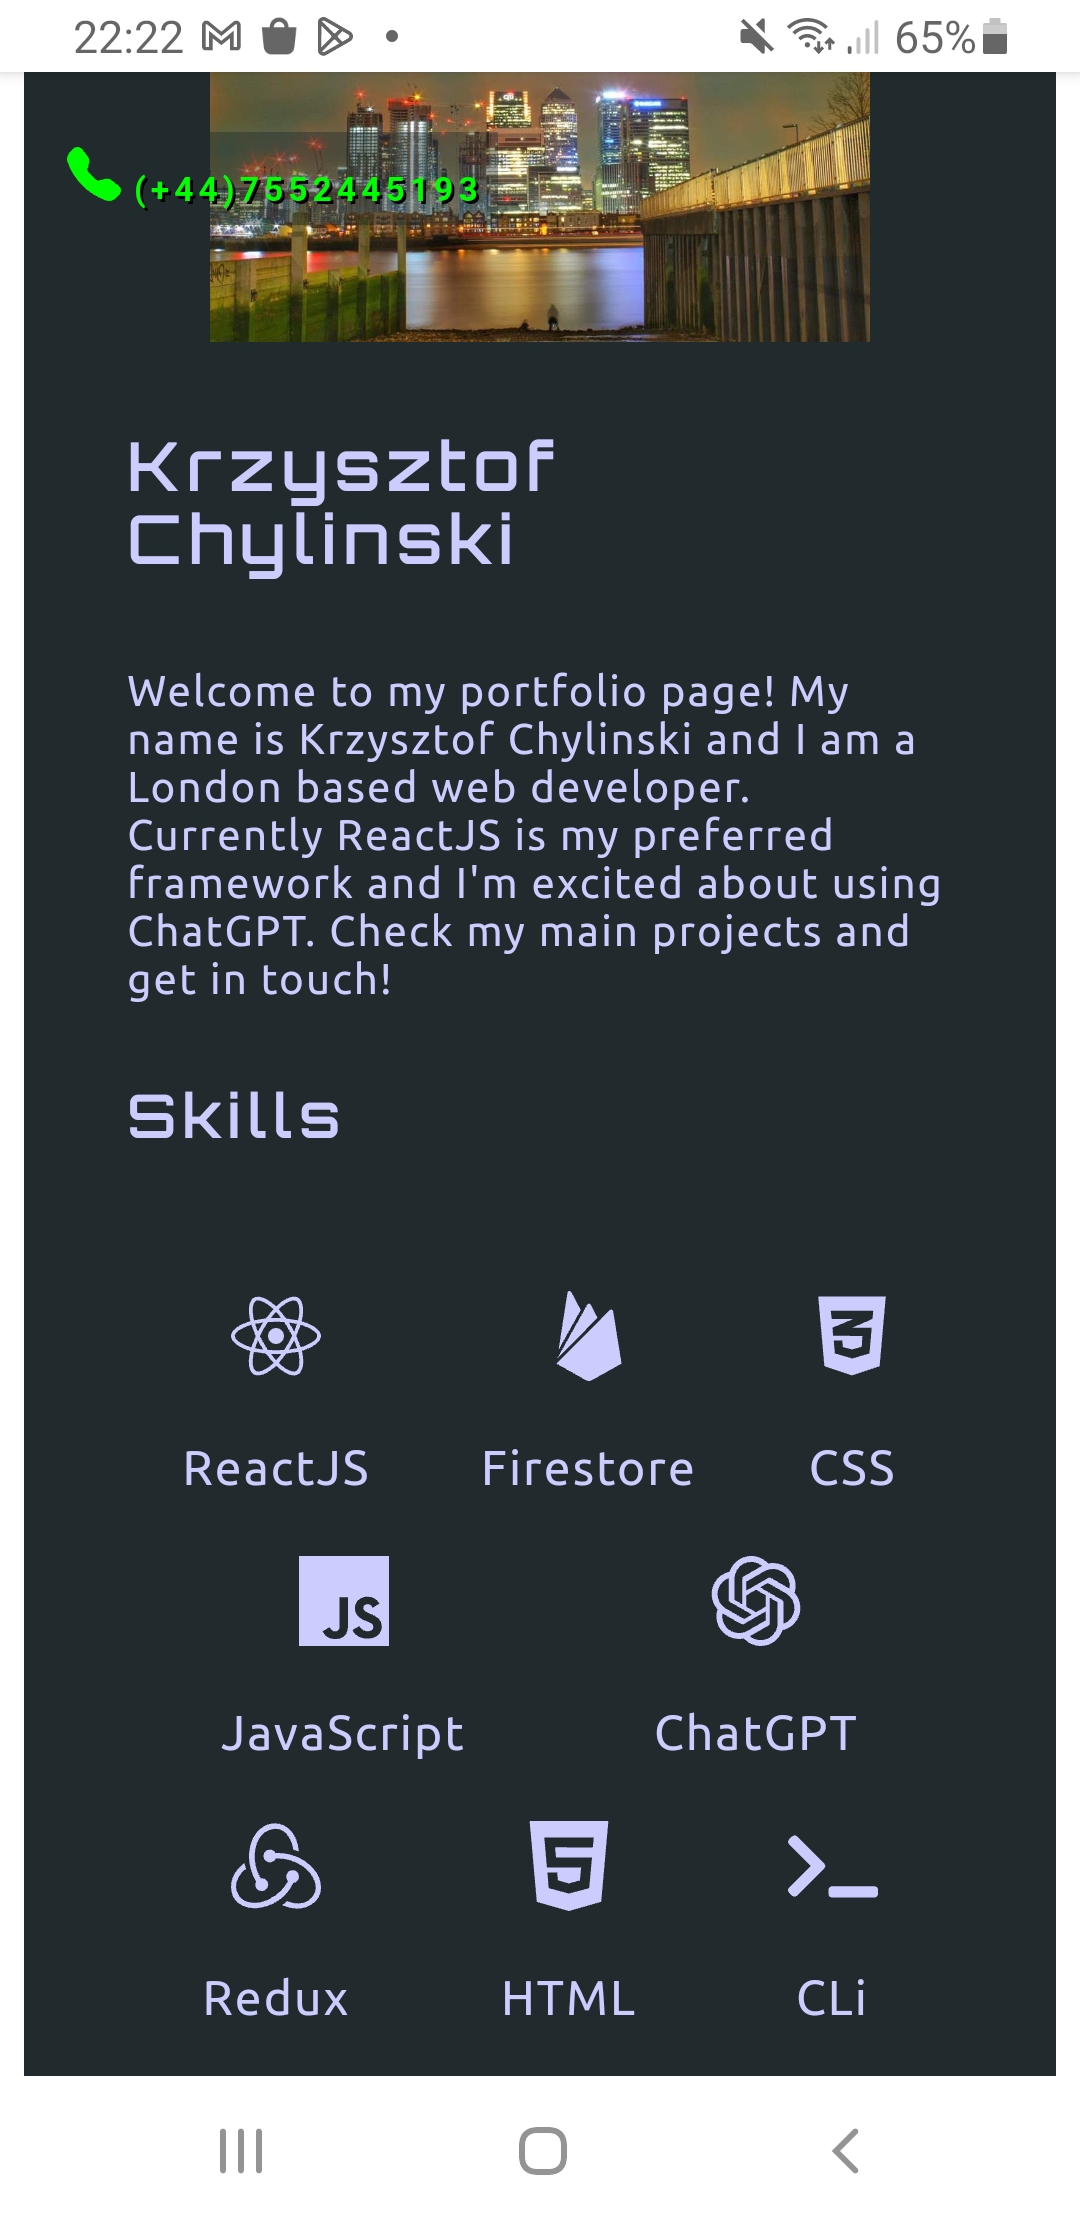 22:22
65%
(+44)7552445193
Krzysztof
Chylinski
Welcome to my portfolio page! My
name is Krzysztof Chylinski and I am a
London based web developer.
Currently ReactJS is my preferred
framework and I'm excited about using
ChatGPT. Check my main projects and
get in touch!
Skills
ReactJS Firestore CSS
JS
JavaScript ChatGPT
Redux HTML CLi